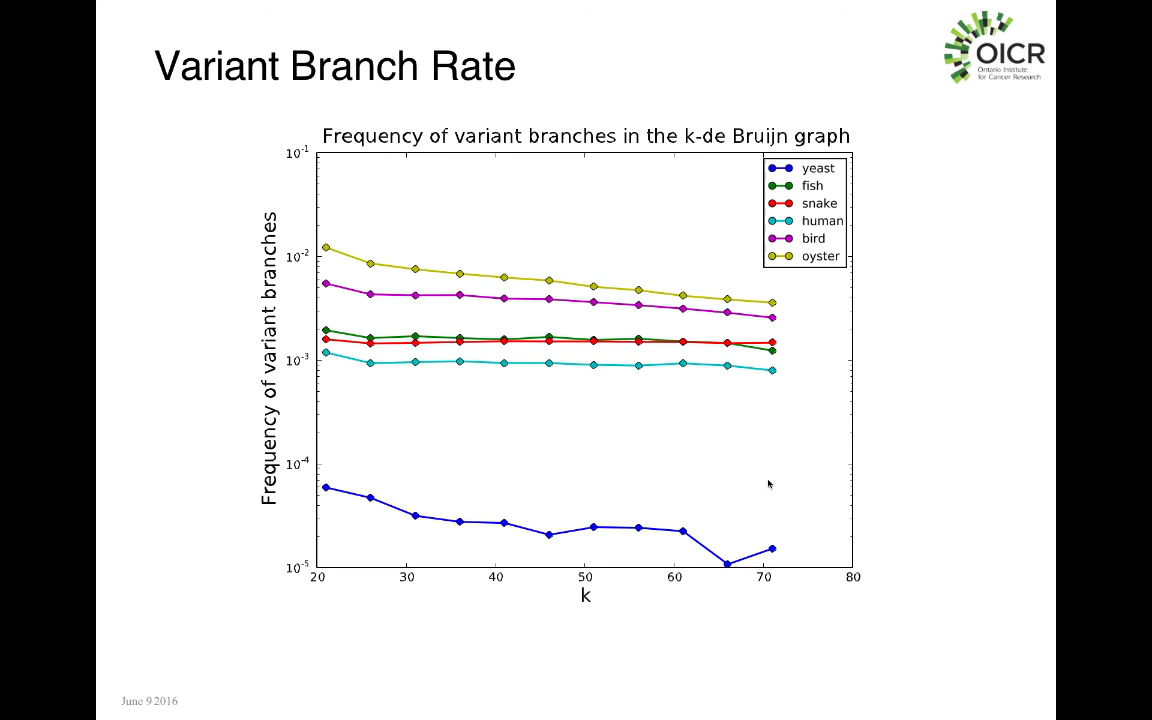 Variant Branch Rate
OICR
Ontario Institute
for Cancer Research
Frequency of variant branches in the k-de Bruijn graph
Frequency of variant branches
10^-1
10^-2
10^-3
10^-4
10^-5
yeast
fish
snake
human
bird
oyster
20 30 40 50 60 70 80
k
June 9 2016